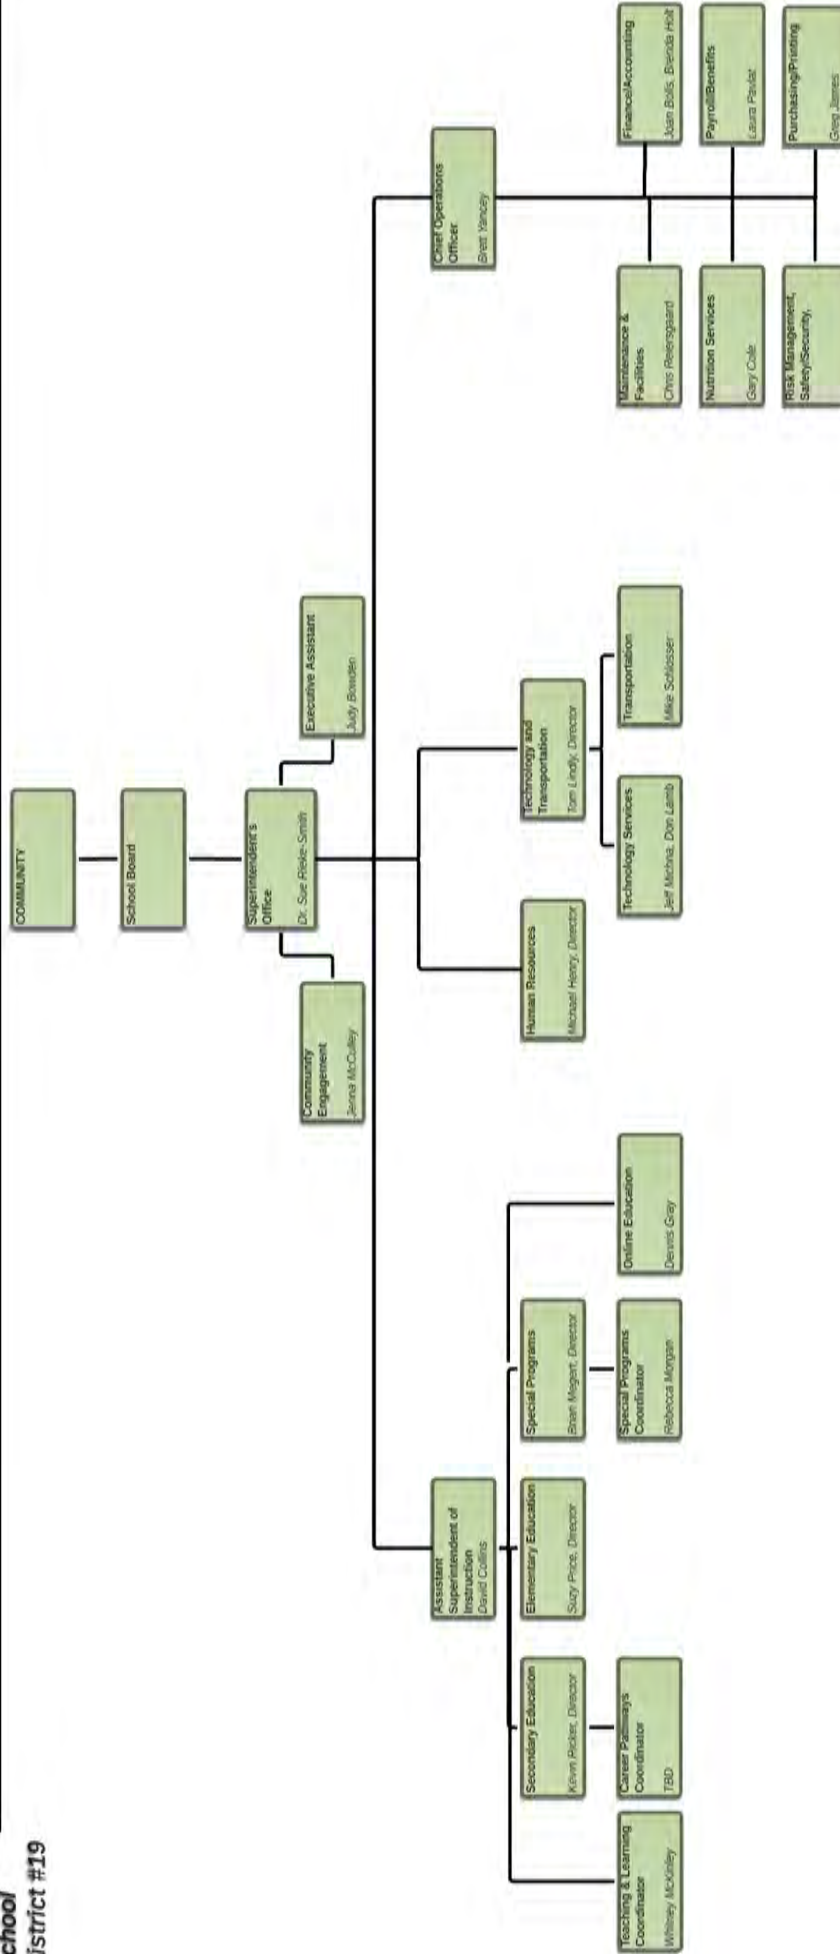 chool
istrict #19
COMMUNITY
School Board
Superintendent's
Office
Dr. Sue Rieke-Smith
Community
Engagement
Jenna McCulley
Executive Assistant
Judy Bowden
Assistant
Superintendent of
Instruction
David Collins
Chief Operations
Officer
Brett Yancey
Secondary Education
Kevin Ricker, Director
Elementary Education
Suzy Price, Director
Special Programs
Brian Megert, Director
Human Resources
Michael Henry, Director
Technology and
Transportation
Tom Lindly, Director
Teaching & Learning
Coordinator
Whitney McKinley
Career Pathways
Coordinator
TBD
Special Programs
Coordinator
Rebecca Morgan
Online Education
Dennis Gray
Technology Services
Jeff Michna, Don Lamb
Transportation
Mike Schlosser
Maintenance &
Facilities
Chris Reiersgaard
Finance/Accounting
Joan Bolls, Brenda Holt
Nutrition Services
Gary Cole
Payroll/Benefits
Laura Pavlat
Risk Management,
Safety/Security,
Purchasing/Printing
Greg James